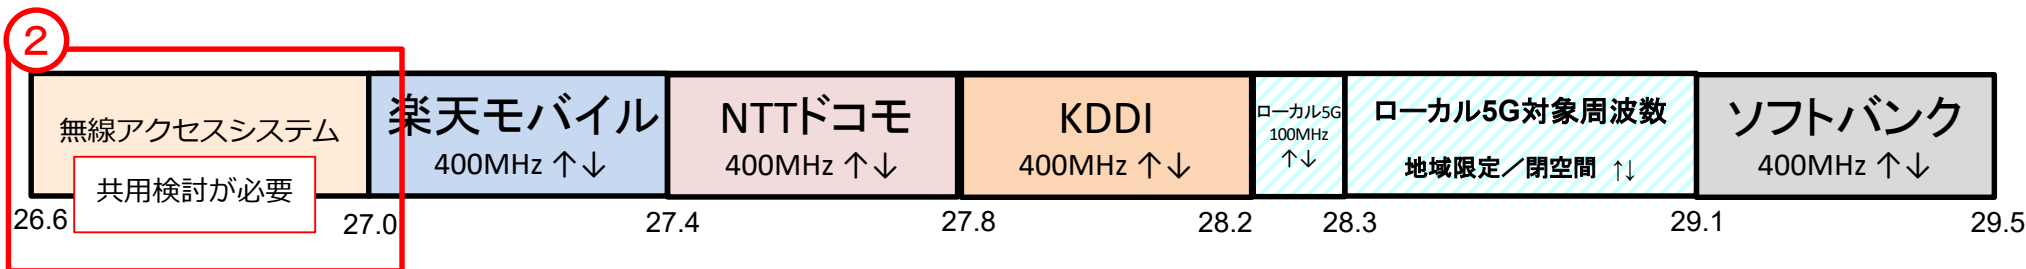 ②
無線アクセスシステム
共用検討が必要
楽天モバイル
400MHz ↑↓
NTTドコモ
400MHz ↑↓
KDDI
400MHz ↑↓
ローカル5G
100MHz
↑↓
ローカル5G対象周波数
地域限定／閉空間 ↑↓
ソフトバンク
400MHz ↑↓
26.6
27.0
27.4
27.8
28.2
28.3
29.1
29.5